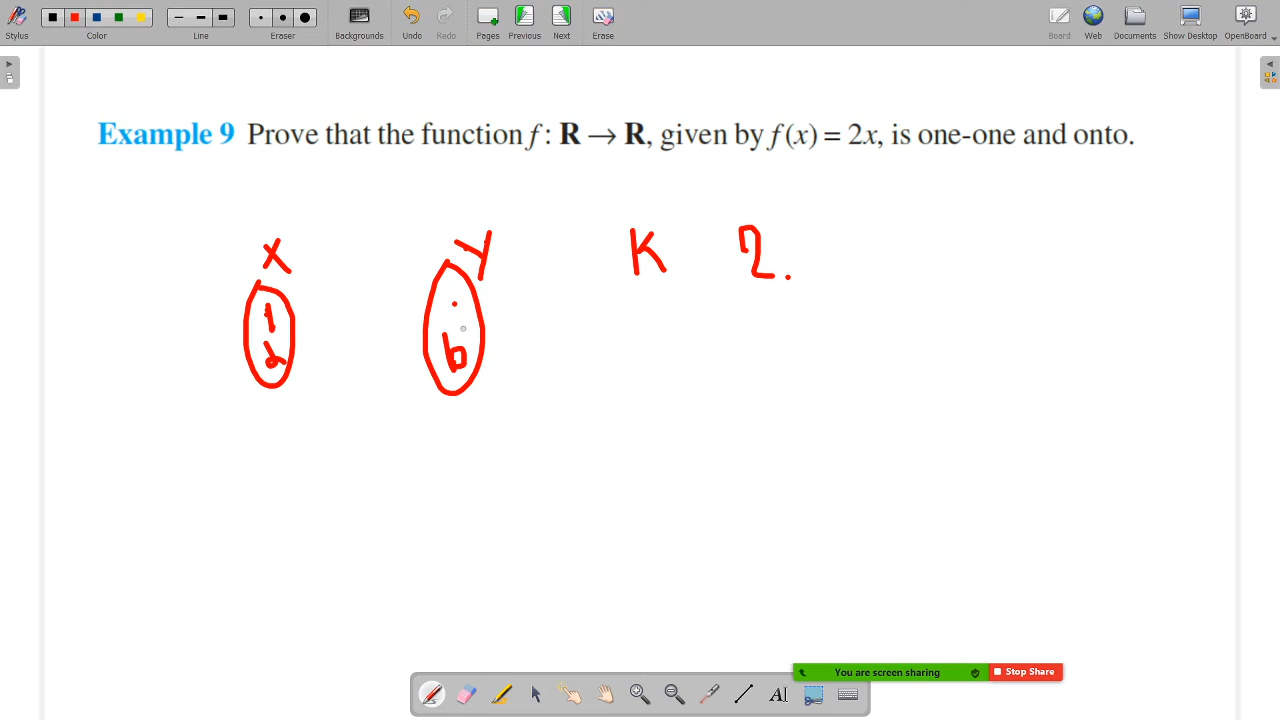 Stylus Color Line Eraser Backgrounds Undo Redo Pages Previous Next Erase Board Web Documents Show Desktop OpenBoard
Example 9 Prove that the function f : R → R, given by f (x) = 2x, is one-one and onto.
X Y K 2.
1 .
2 b
You are screen sharing Stop Share